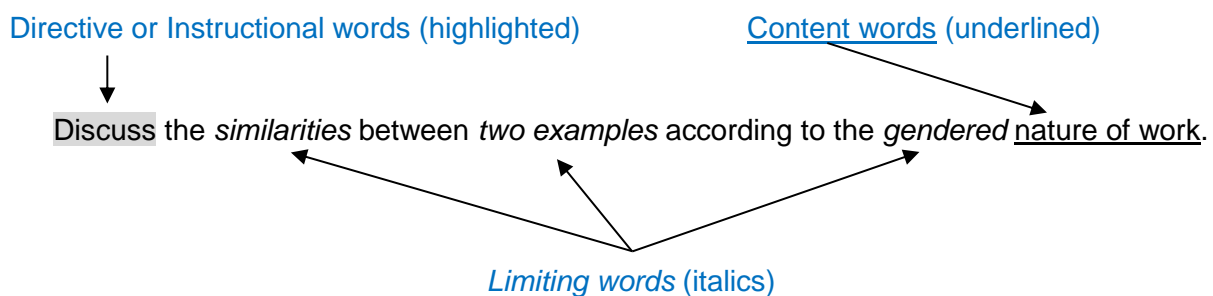 Directive or Instructional words (highlighted)
Content words (underlined)
Discuss the similarities between two examples according to the gendered nature of work.
Limiting words (italics)